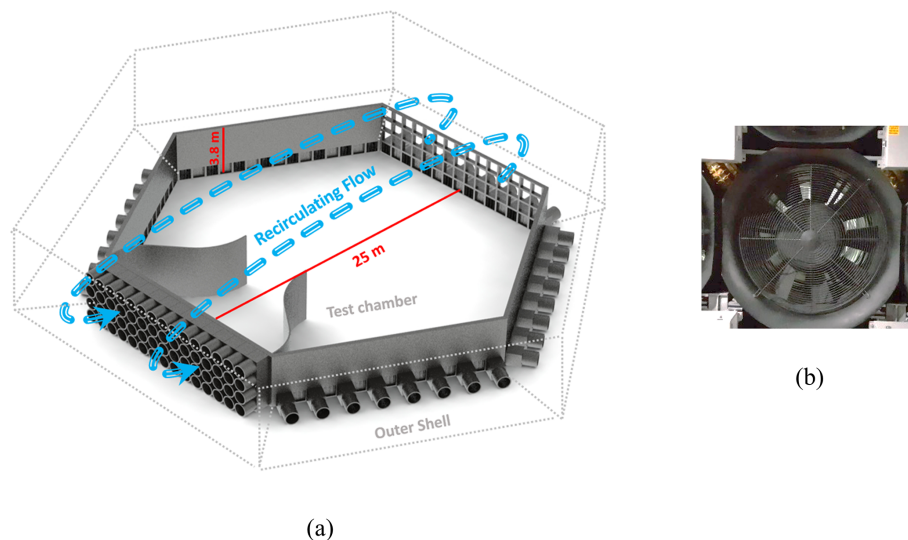 3.8 m
Recirculating Flow
25 m
Test chamber
Outer Shell
(a)
(b)